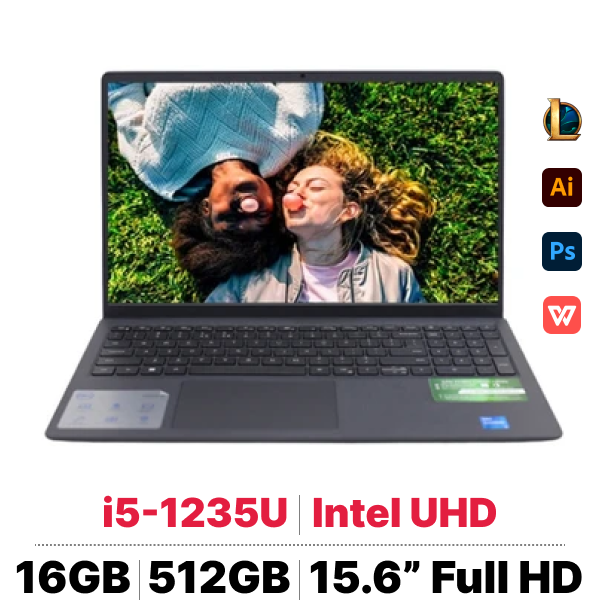 L
Ai
Ps
W
i5-1235U | Intel UHD
16GB | 512GB | 15.6” Full HD